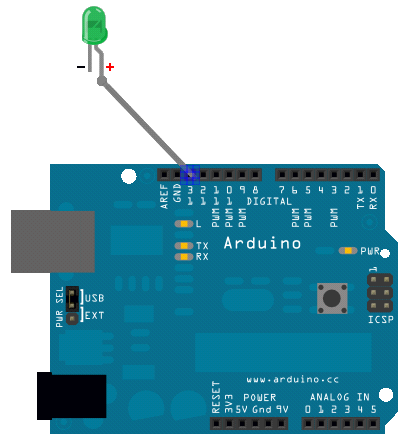 - +
AREF GND 13 12 11 10 9 8 7 6 5 4 3 2 1 0
PWM PWM PWM PWM PWM PWM TX RX
DIGITAL
L
TX
RX
Arduino
PWR
1
ICSP
PWR SEL
USB
EXT
www.arduino.cc
RESET 3V3
POWER
5V Gnd 9V
ANALOG IN
0 1 2 3 4 5